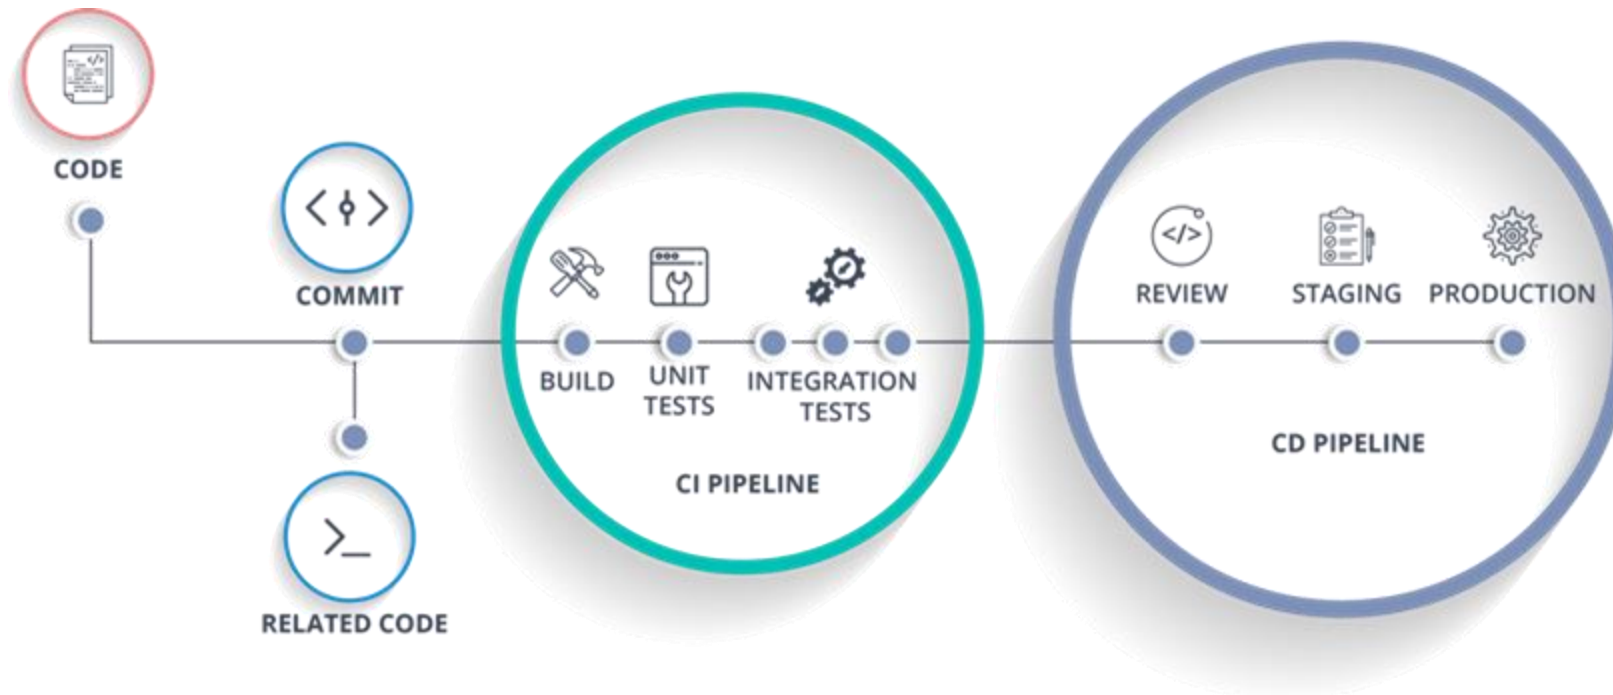 CODE
COMMIT
RELATED CODE
BUILD
UNIT
TESTS
INTEGRATION
TESTS
CI PIPELINE
REVIEW
STAGING
PRODUCTION
CD PIPELINE